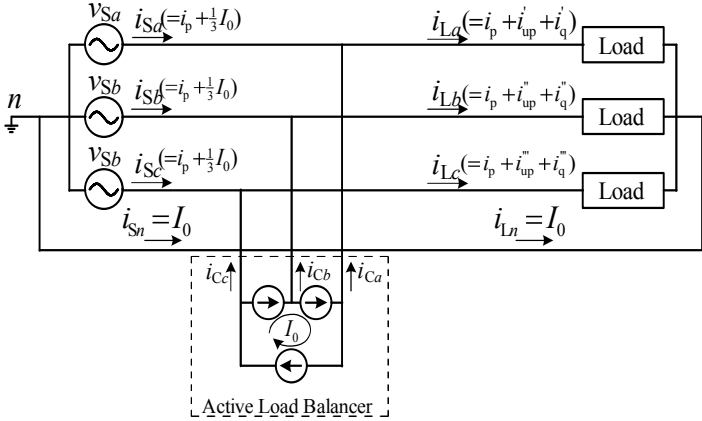 v_Sa i_Sa(=i_p+⅓I_0) i_La(=i_p+i'_up+i'_q) Load
n v_Sb i_Sb(=i_p+⅓I_0) i_Lb(=i_p+i''_up+i''_q) Load
v_Sb i_Sc(=i_p+⅓I_0) i_Lc(=i_p+i'''_up+i'''_q) Load
i_Sn=I_0 i_Ln=I_0
i_Cc i_Cb i_Ca
I_0
Active Load Balancer